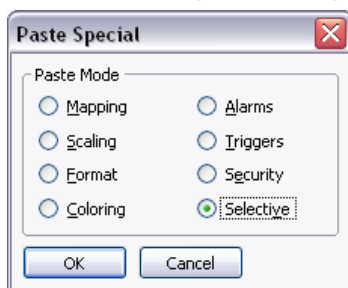 Paste Special
Paste Mode
Mapping
Alarms
Scaling
Triggers
Format
Security
Coloring
Selective
OK
Cancel